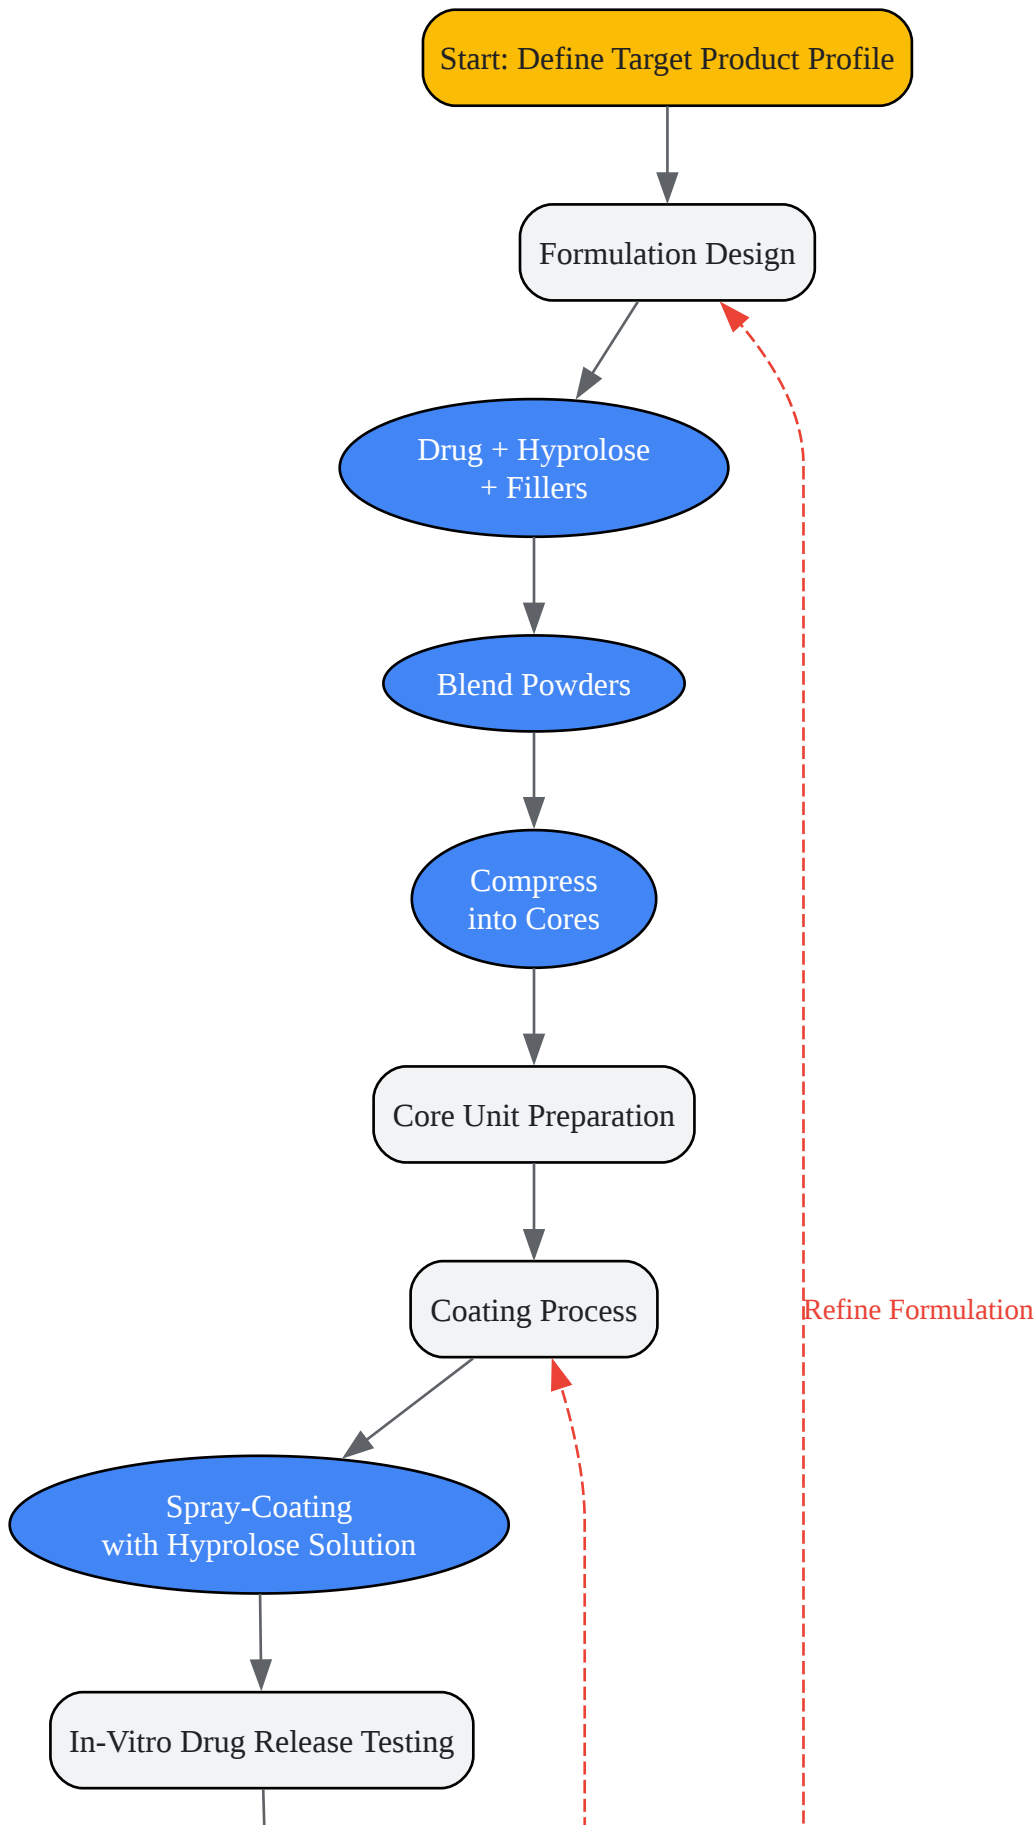 Start: Define Target Product Profile
Formulation Design
Drug + Hyprolose
+ Fillers
Blend Powders
Compress
into Cores
Core Unit Preparation
Coating Process
Refine Formulation
Spray-Coating
with Hyprolose Solution
In-Vitro Drug Release Testing